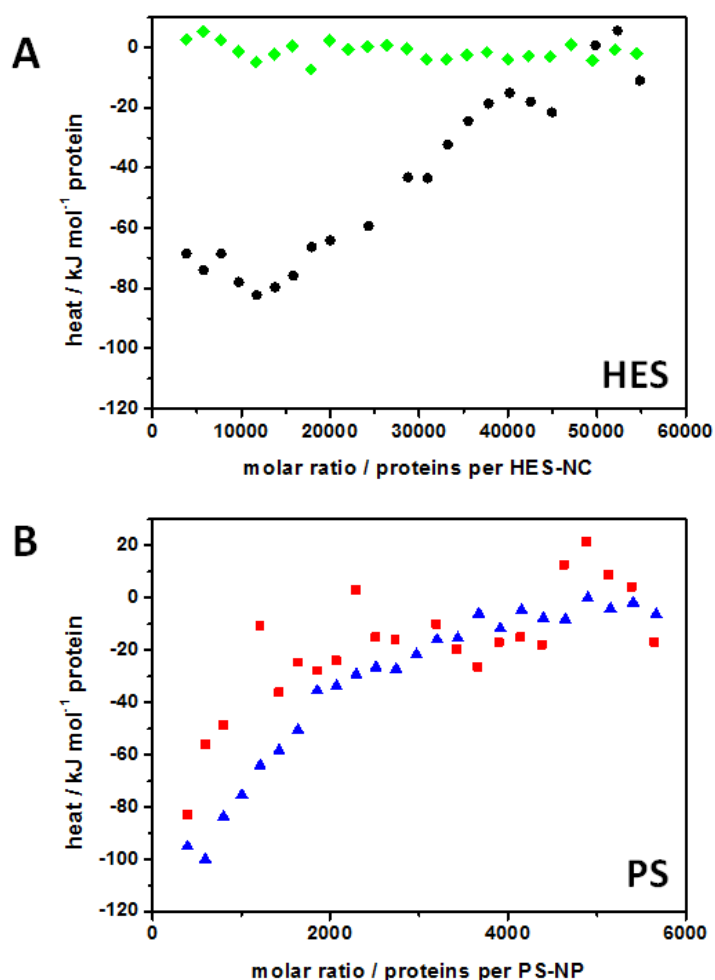 A
0
-20
-40
-60
-80
-100
-120
heat / kJ mol⁻¹ protein
HES
0 10000 20000 30000 40000 50000 60000
molar ratio / proteins per HES-NC
B
20
0
-20
-40
-60
-80
-100
-120
heat / kJ mol⁻¹ protein
PS
0 2000 4000 6000
molar ratio / proteins per PS-NP